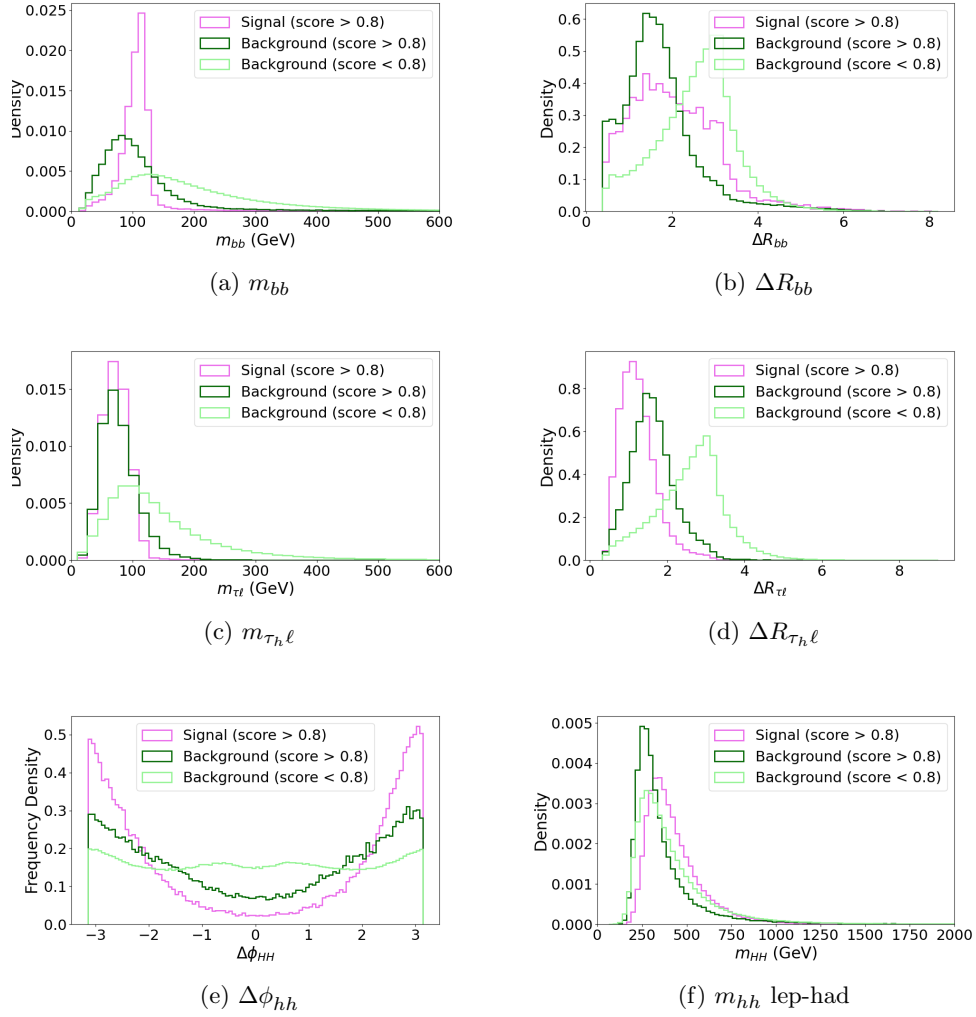 Signal (score > 0.8)
Background (score > 0.8)
Background (score < 0.8)
Density
0.025
0.020
0.015
0.010
0.005
0.000
0 100 200 300 400 500 600
m_bb (GeV)
(a) m_bb
Signal (score > 0.8)
Background (score > 0.8)
Background (score < 0.8)
Density
0.6
0.5
0.4
0.3
0.2
0.1
0.0
0 2 4 6 8
ΔR_bb
(b) ΔR_bb
Signal (score > 0.8)
Background (score > 0.8)
Background (score < 0.8)
Density
0.015
0.010
0.005
0.000
0 100 200 300 400 500 600
m_τℓ (GeV)
(c) m_τ_hℓ
Signal (score > 0.8)
Background (score > 0.8)
Background (score < 0.8)
Density
0.8
0.6
0.4
0.2
0.0
0 2 4 6 8
ΔR_τℓ
(d) ΔR_τ_hℓ
Signal (score > 0.8)
Background (score > 0.8)
Background (score < 0.8)
Frequency Density
0.5
0.4
0.3
0.2
0.1
0.0
−3 −2 −1 0 1 2 3
Δϕ_HH
(e) Δϕ_hh
Signal (score > 0.8)
Background (score > 0.8)
Background (score < 0.8)
Density
0.005
0.004
0.003
0.002
0.001
0.000
0 250 500 750 1000 1250 1500 1750 2000
m_HH (GeV)
(f) m_hh lep-had